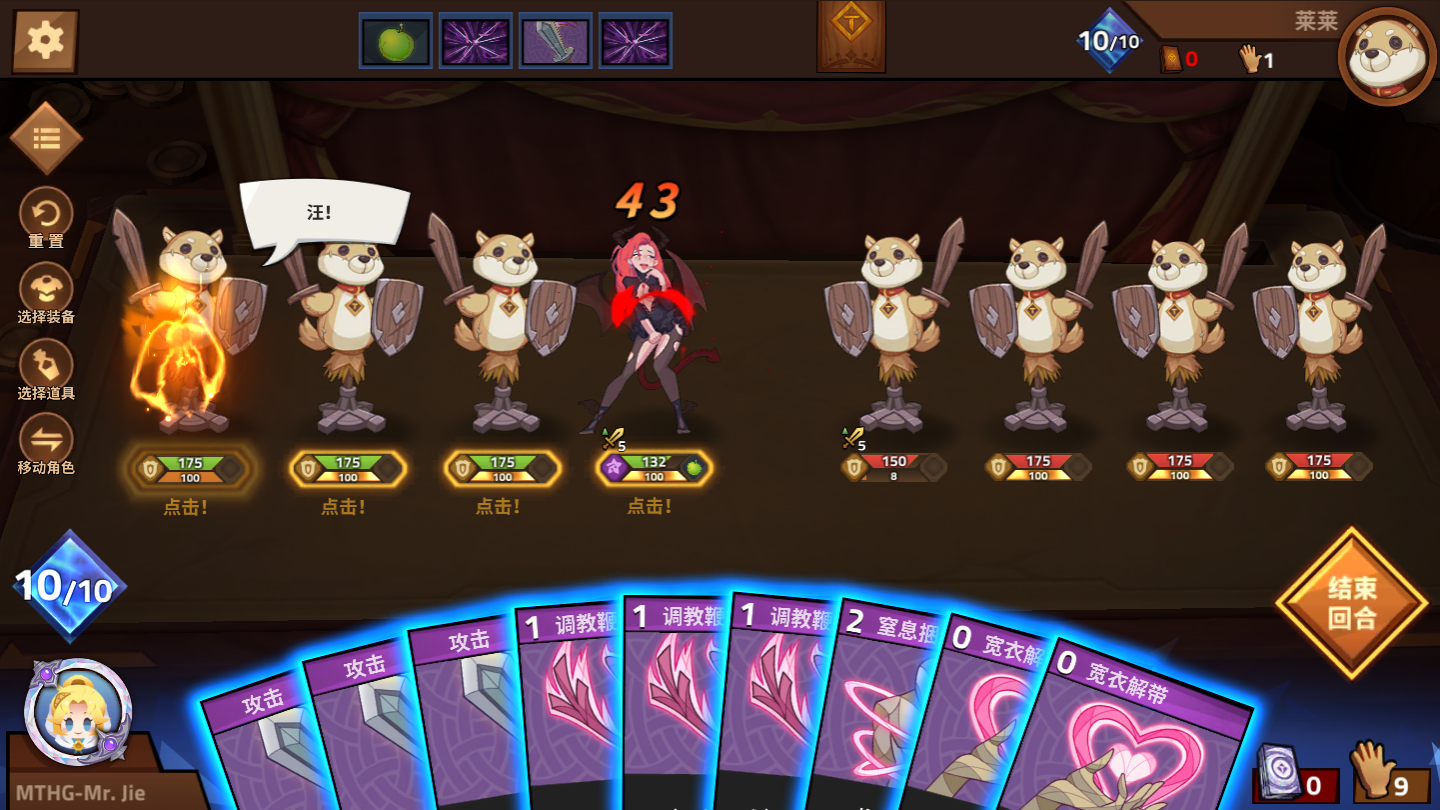 莱莱
10/10
0
1
汪!
43
重置
选择装备
选择道具
移动角色
5
5
175
100
175
100
175
100
132
100
150
8
175
100
175
100
175
100
点击!
点击!
点击!
点击!
10/10
结束
回合
攻击
攻击
攻击
1 调教鞭
1 调教鞭
1 调教鞭
2 窒息捆
0 宽衣解
0 宽衣解带
MTHG-Mr. Jie
0
9